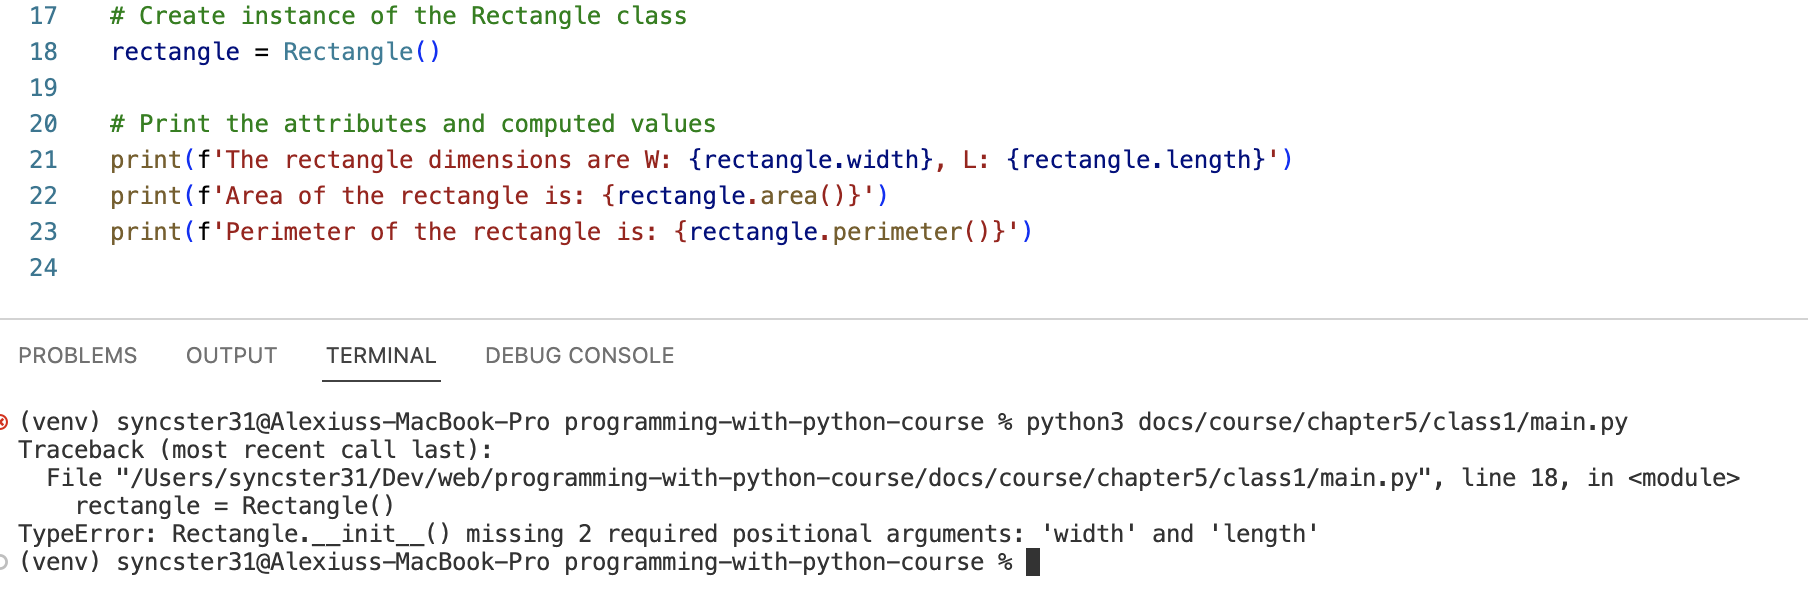 17 # Create instance of the Rectangle class
18 rectangle = Rectangle()
19
20 # Print the attributes and computed values
21 print(f'The rectangle dimensions are W: {rectangle.width}, L: {rectangle.length}')
22 print(f'Area of the rectangle is: {rectangle.area()}')
23 print(f'Perimeter of the rectangle is: {rectangle.perimeter()}')
24
PROBLEMS OUTPUT TERMINAL DEBUG CONSOLE
(venv) syncster31@Alexiuss-MacBook-Pro programming-with-python-course % python3 docs/course/chapter5/class1/main.py
Traceback (most recent call last):
  File "/Users/syncster31/Dev/web/programming-with-python-course/docs/course/chapter5/class1/main.py", line 18, in <module>
    rectangle = Rectangle()
TypeError: Rectangle.__init__() missing 2 required positional arguments: 'width' and 'length'
(venv) syncster31@Alexiuss-MacBook-Pro programming-with-python-course %